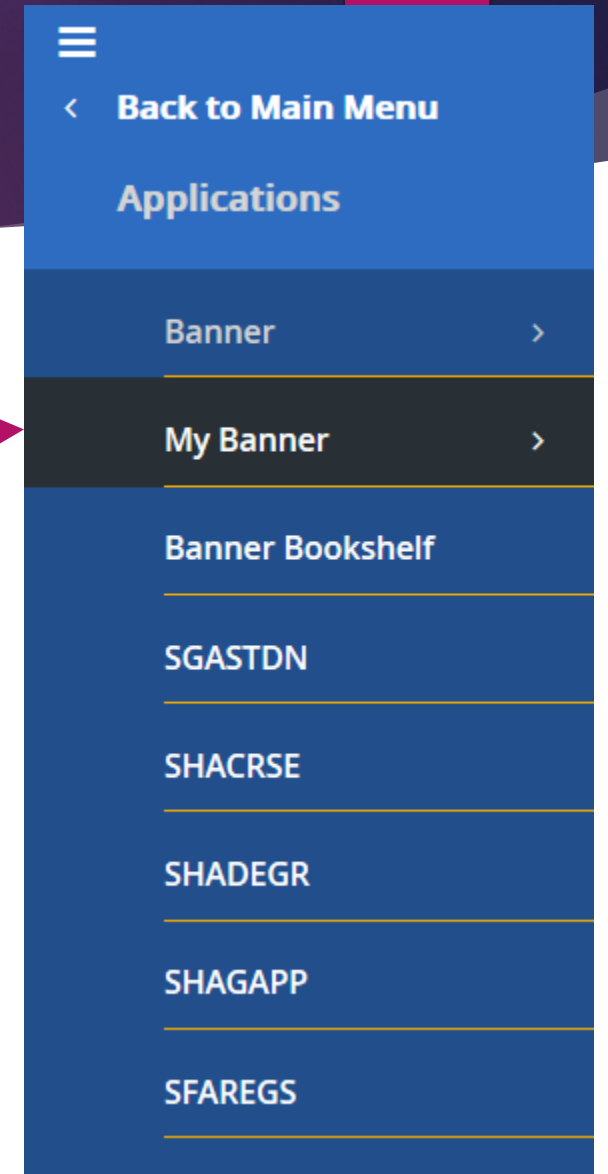 Back to Main Menu
Applications
Banner
My Banner
Banner Bookshelf
SGASTDN
SHACRSE
SHADEGR
SHAGAPP
SFAREGS